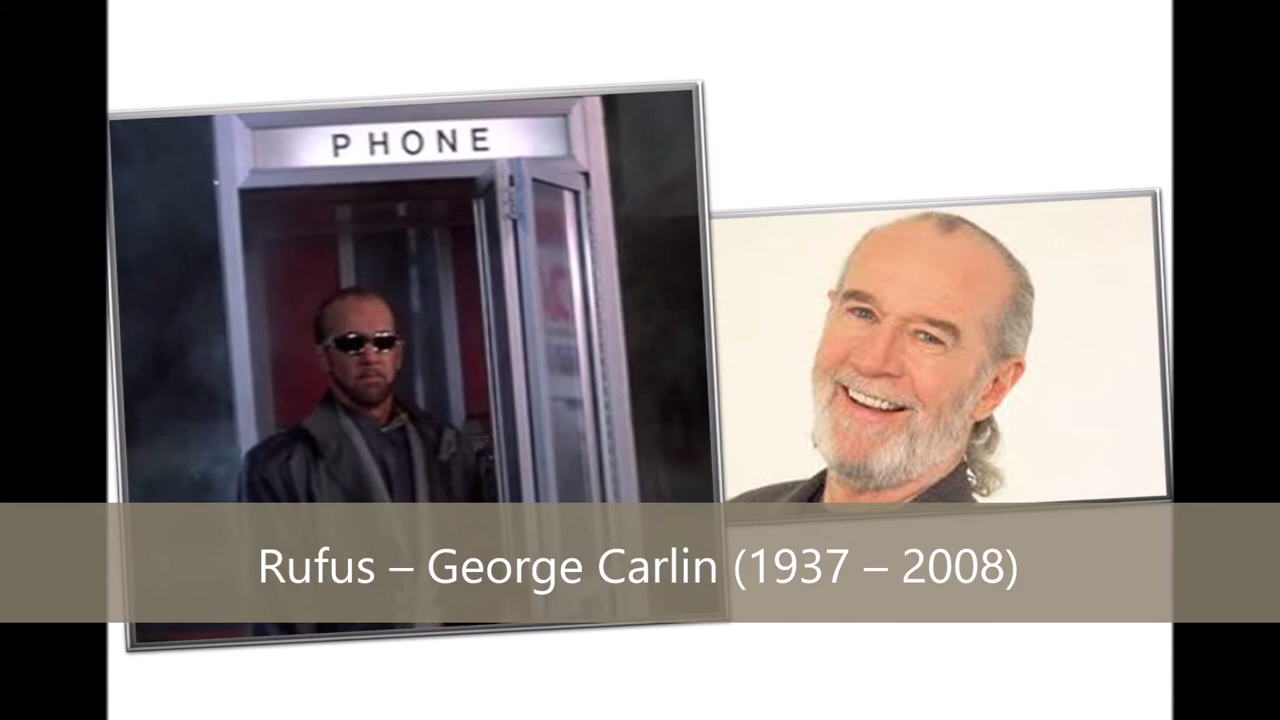 PHONE
Rufus – George Carlin (1937 – 2008)